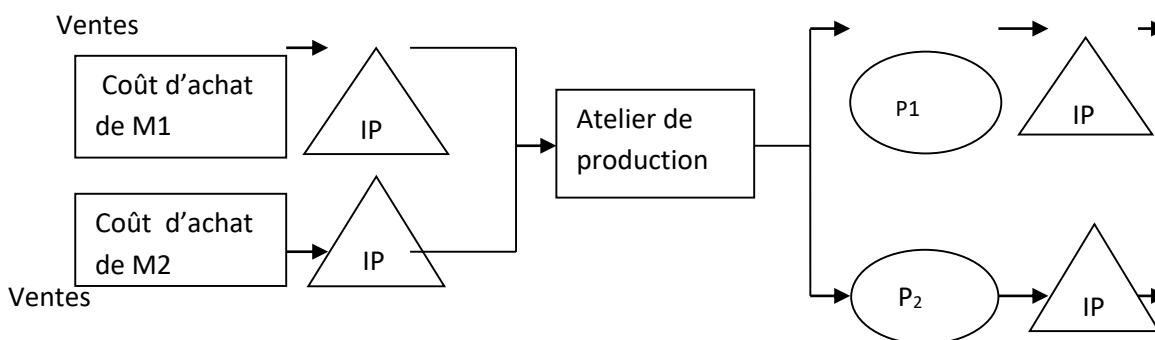 Ventes
Coût d’achat
de M1
IP
Atelier de
production
P1
IP
Coût d’achat
de M2
IP
P2
IP
Ventes